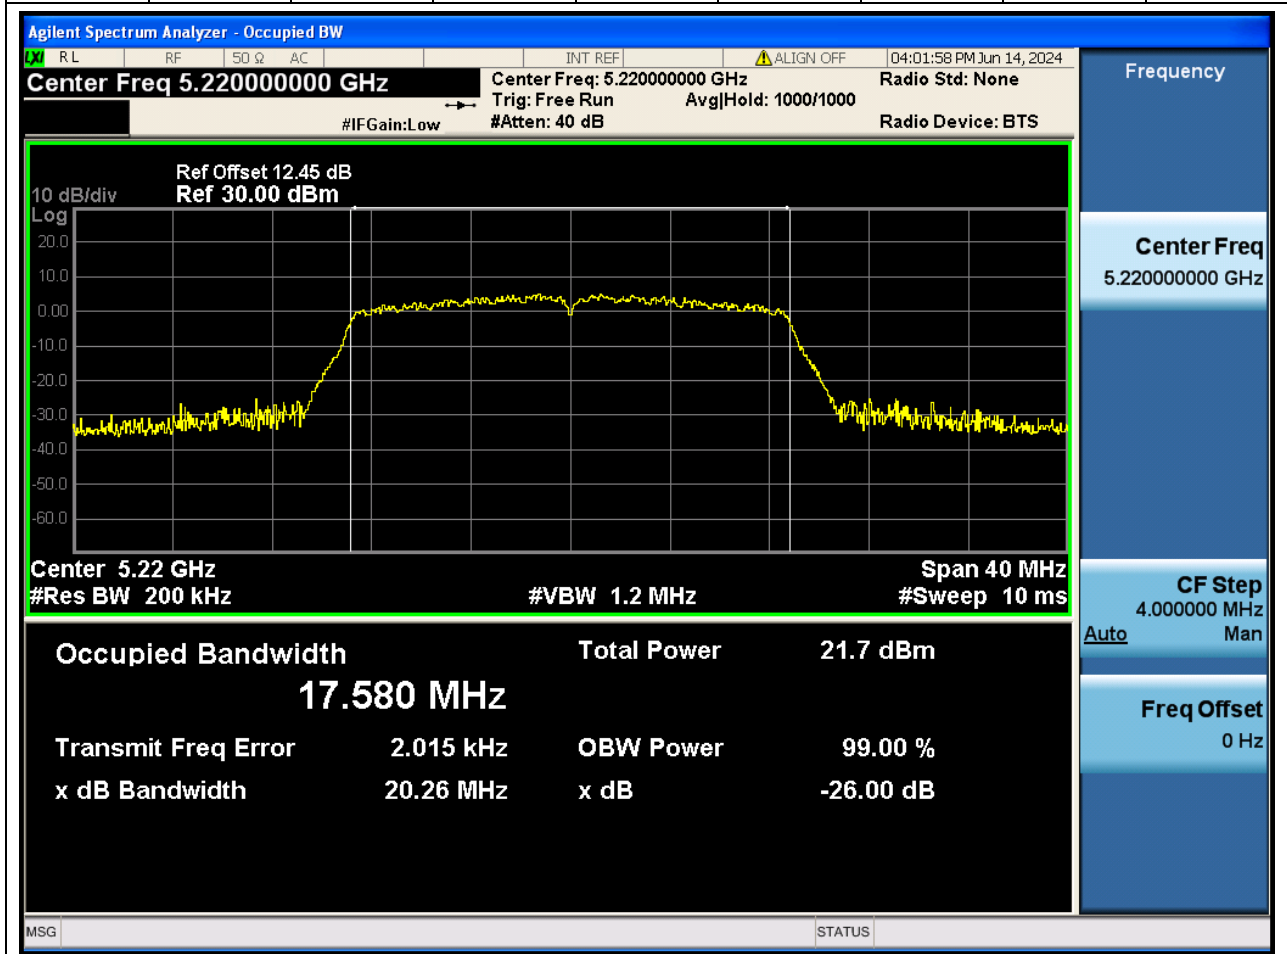 Agilent Spectrum Analyzer - Occupied BW
LXI RL RF 50 Ω AC INT REF ALIGN OFF 04:01:58 PM Jun 14, 2024
Center Freq 5.220000000 GHz
Center Freq: 5.220000000 GHz
Radio Std: None
Trig: Free Run Avg|Hold: 1000/1000
#IFGain:Low #Atten: 40 dB
Radio Device: BTS
Ref Offset 12.45 dB
10 dB/div Ref 30.00 dBm
Log
20.0
10.0
0.00
-10.0
-20.0
-30.0
-40.0
-50.0
-60.0
Center 5.22 GHz Span 40 MHz
#Res BW 200 kHz #VBW 1.2 MHz #Sweep 10 ms
Occupied Bandwidth Total Power 21.7 dBm
17.580 MHz
Transmit Freq Error 2.015 kHz OBW Power 99.00 %
x dB Bandwidth 20.26 MHz x dB -26.00 dB
Frequency
Center Freq
5.220000000 GHz
CF Step
4.000000 MHz
Auto Man
Freq Offset
0 Hz
MSG STATUS